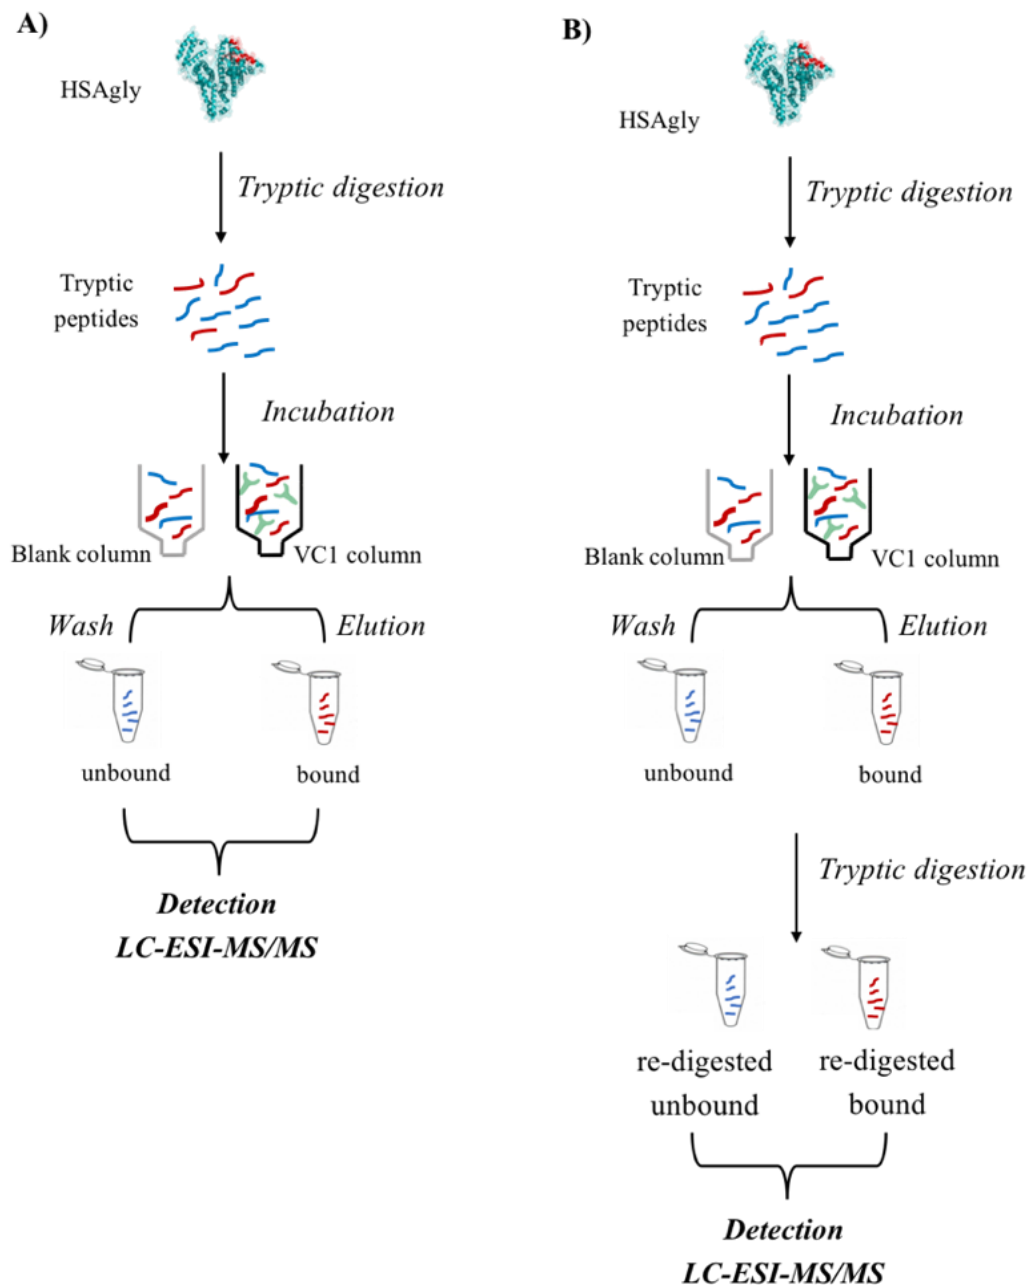 A)
HSAgly
Tryptic digestion
Tryptic
peptides
Incubation
Blank column
VC1 column
Wash
Elution
unbound
bound
Detection
LC-ESI-MS/MS
B)
HSAgly
Tryptic digestion
Tryptic
peptides
Incubation
Blank column
VC1 column
Wash
Elution
unbound
bound
Tryptic digestion
re-digested
unbound
re-digested
bound
Detection
LC-ESI-MS/MS